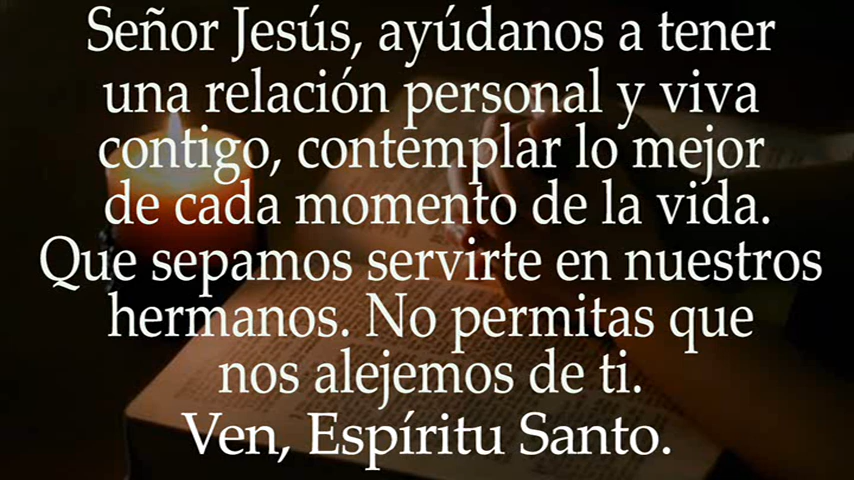 Señor Jesús, ayúdanos a tener
una relación personal y viva
contigo, contemplar lo mejor
de cada momento de la vida.
Que sepamos servirte en nuestros
hermanos. No permitas que
nos alejemos de ti.
Ven, Espíritu Santo.